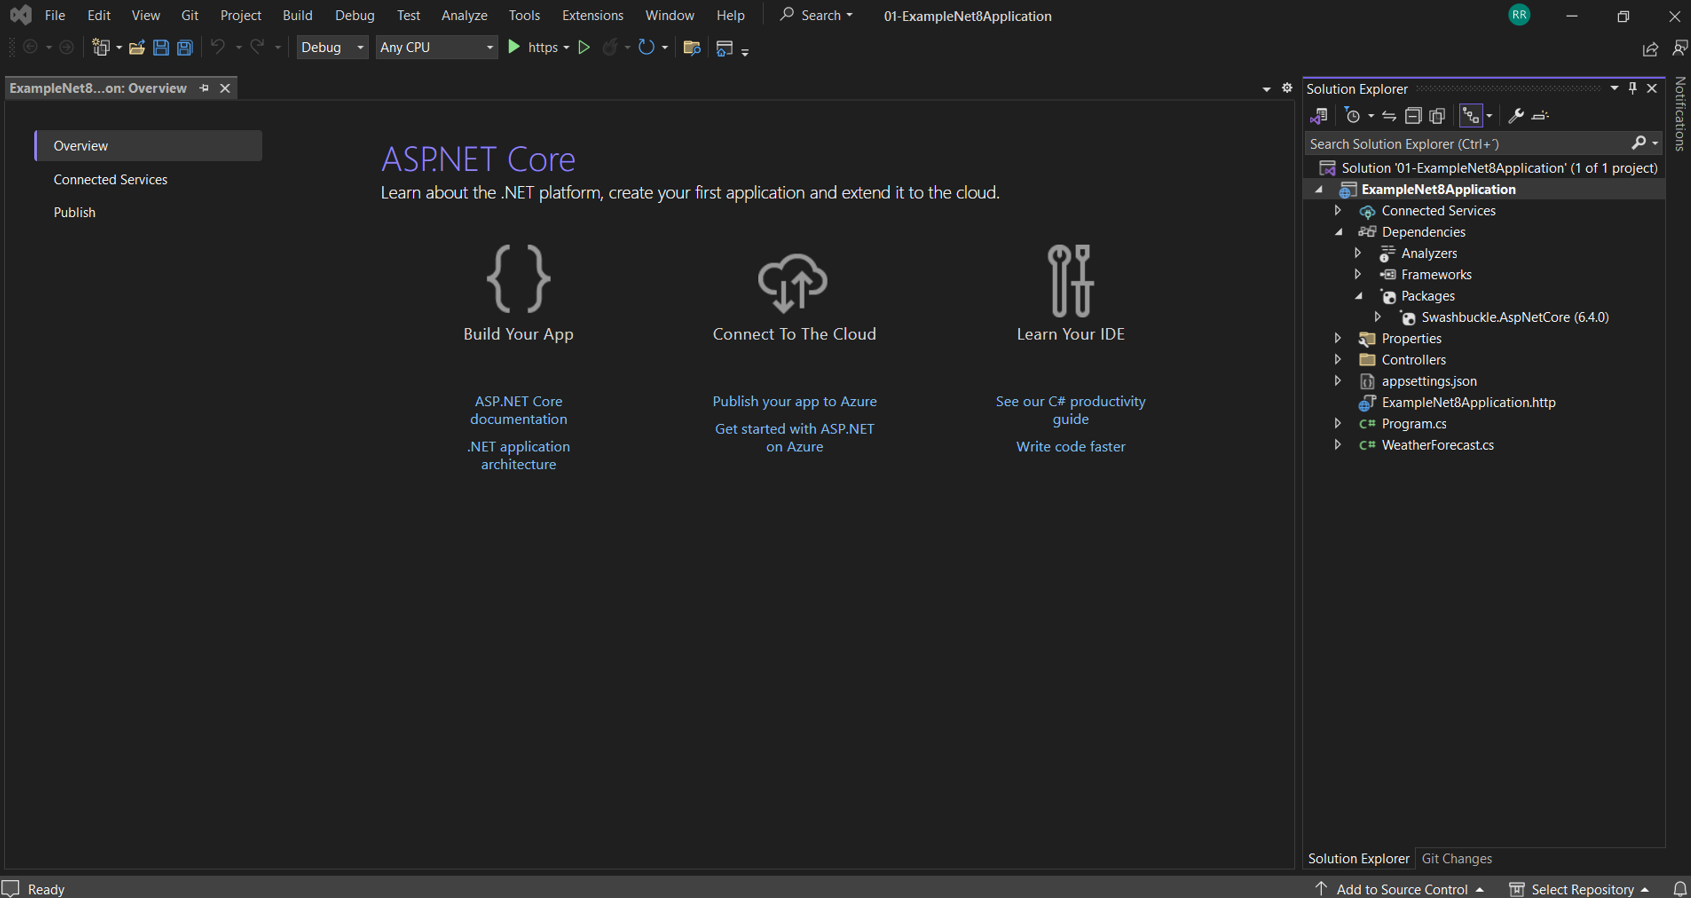 File Edit View Git Project Build Debug Test Analyze Tools Extensions Window Help Search 01-ExampleNet8Application RR
Debug Any CPU https
ExampleNet8...on: Overview
Overview
Connected Services
Publish
ASP.NET Core
Learn about the .NET platform, create your first application and extend it to the cloud.
Build Your App
ASP.NET Core
documentation
.NET application
architecture
Connect To The Cloud
Publish your app to Azure
Get started with ASP.NET
on Azure
Learn Your IDE
See our C# productivity
guide
Write code faster
Solution Explorer
Search Solution Explorer (Ctrl+¨)
Solution '01-ExampleNet8Application' (1 of 1 project)
ExampleNet8Application
Connected Services
Dependencies
Analyzers
Frameworks
Packages
Swashbuckle.AspNetCore (6.4.0)
Properties
Controllers
appsettings.json
ExampleNet8Application.http
C# Program.cs
C# WeatherForecast.cs
Solution Explorer Git Changes
Notifications
Ready Add to Source Control Select Repository